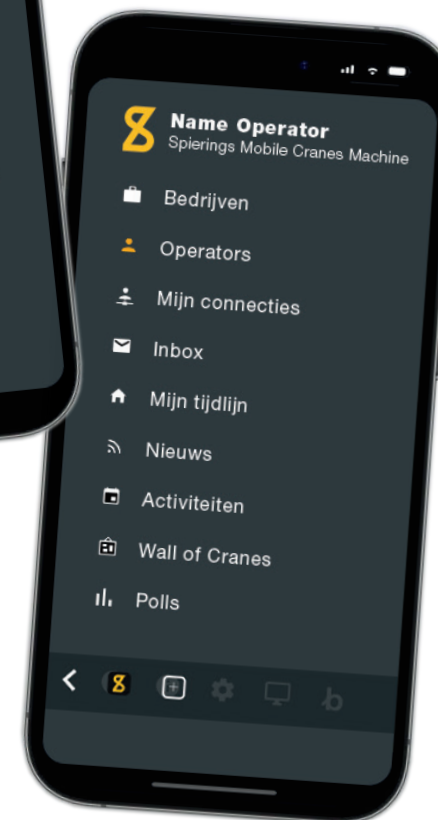 Name Operator
Spierings Mobile Cranes Machine
Bedrijven
Operators
Mijn connecties
Inbox
Mijn tijdlijn
Nieuws
Activiteiten
Wall of Cranes
Polls